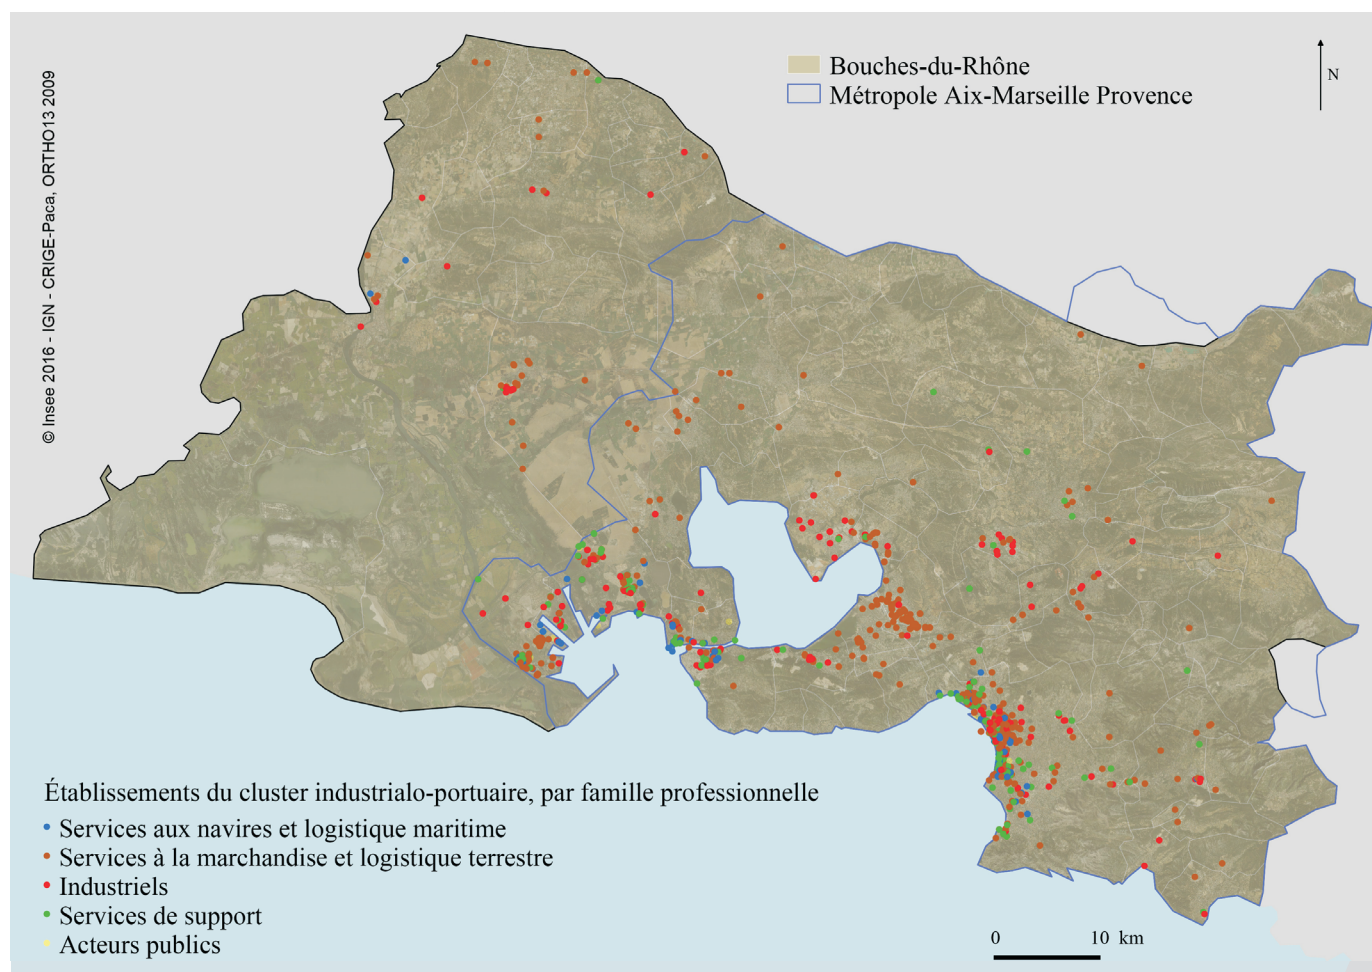 © Insee 2016 - IGN - CRIGE-Paca, ORTHO13 2009
Bouches-du-Rhône
Métropole Aix-Marseille Provence
N
Établissements du cluster industrialo-portuaire, par famille professionnelle
Services aux navires et logistique maritime
Services à la marchandise et logistique terrestre
Industriels
Services de support
Acteurs publics
0 10 km